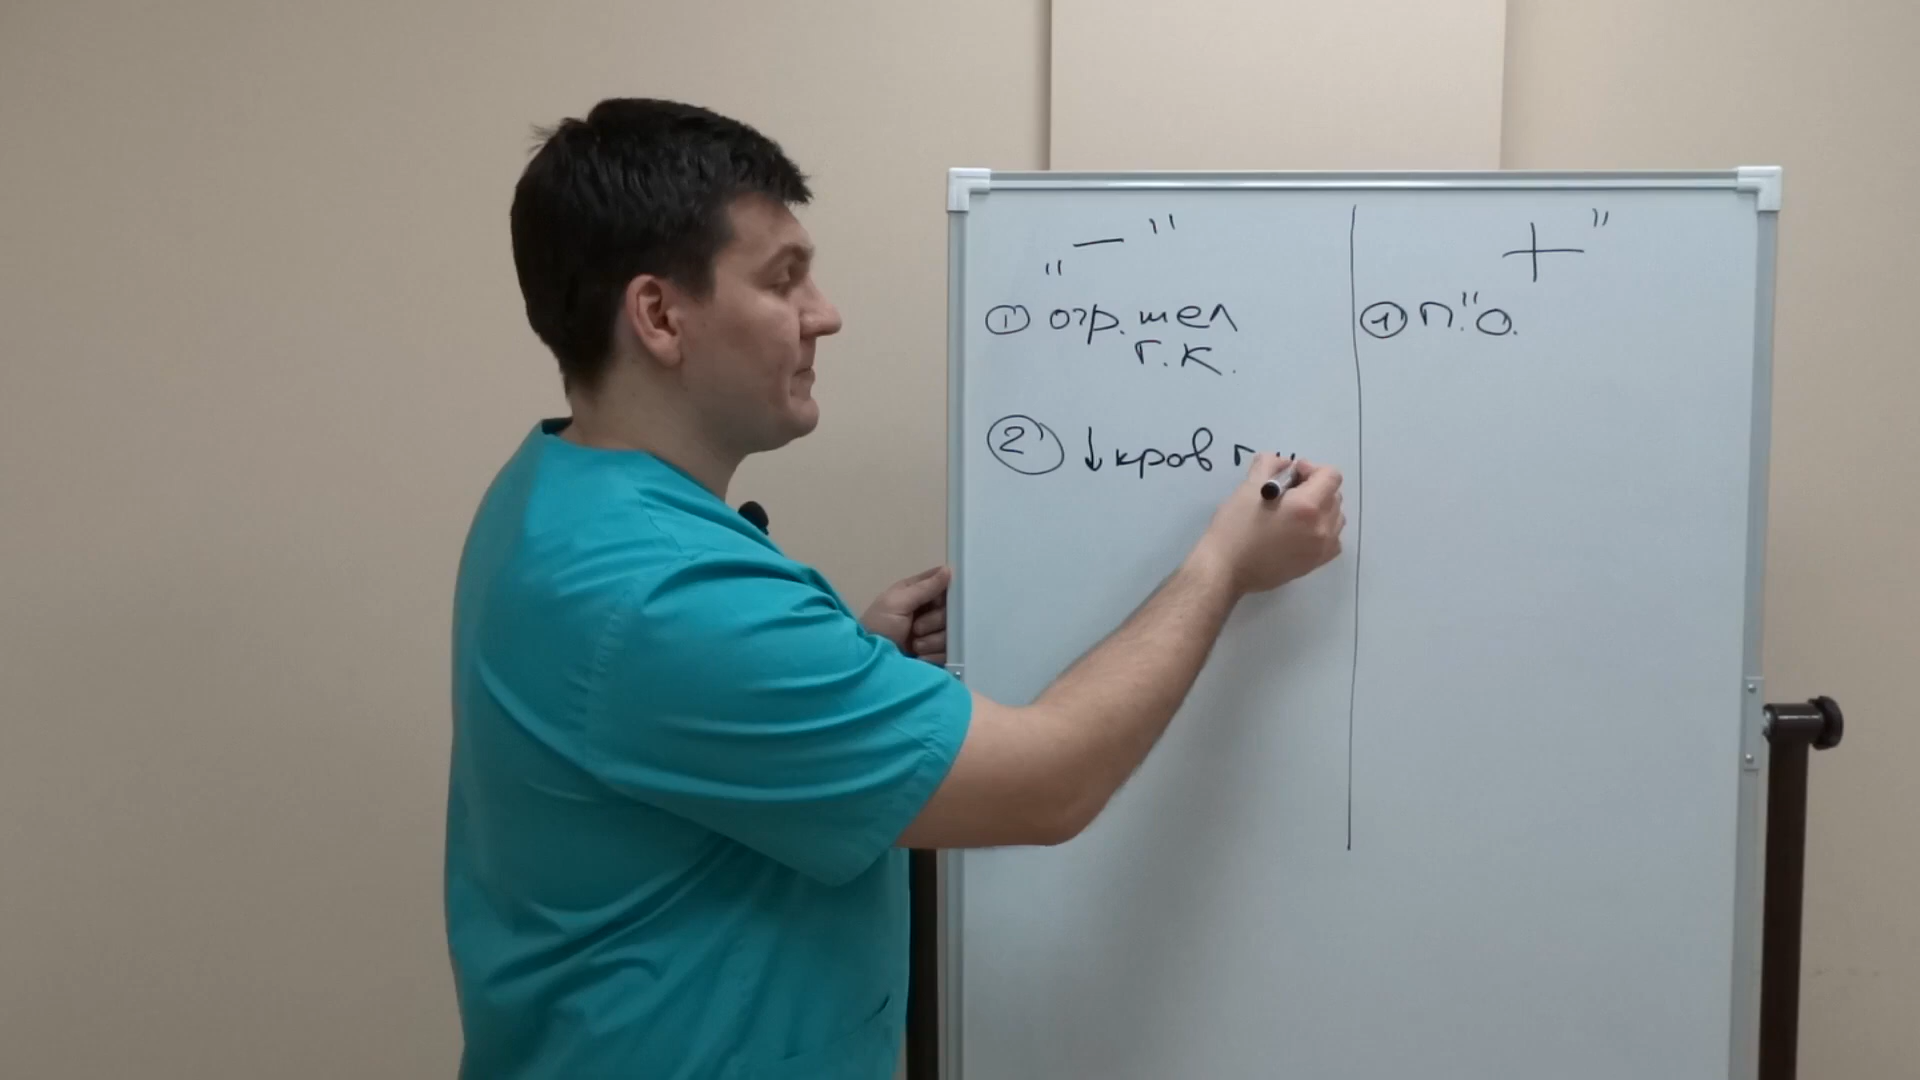 „ — "
① огр. шел
г.к.
② ↓ кров г
+ "
① П."О.